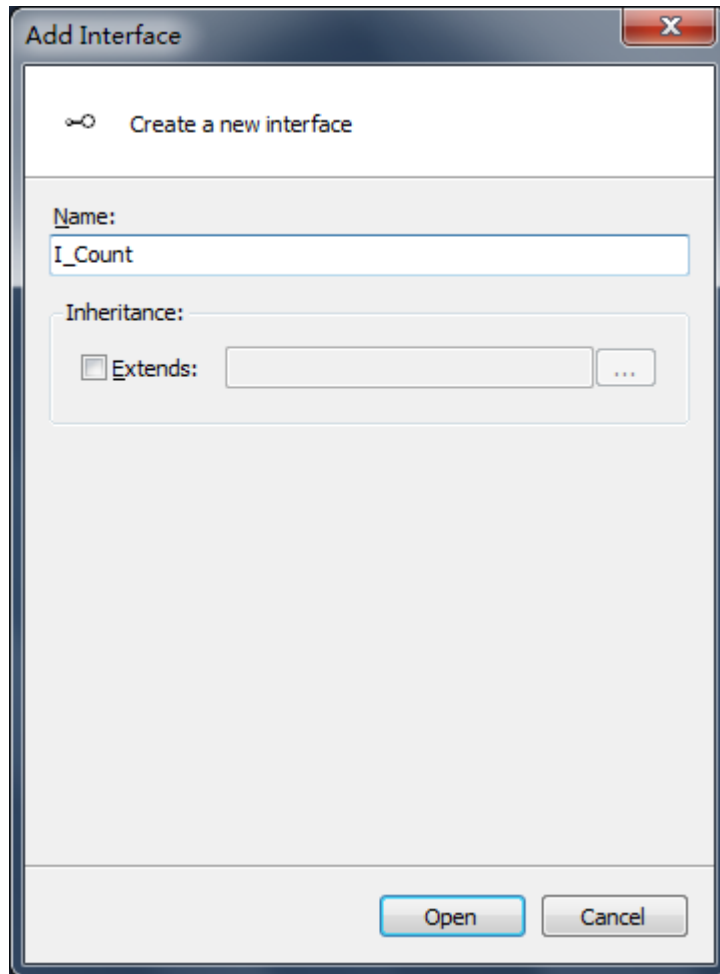 Add Interface
Create a new interface
Name:
I_Count
Inheritance:
Extends:
...
Open Cancel